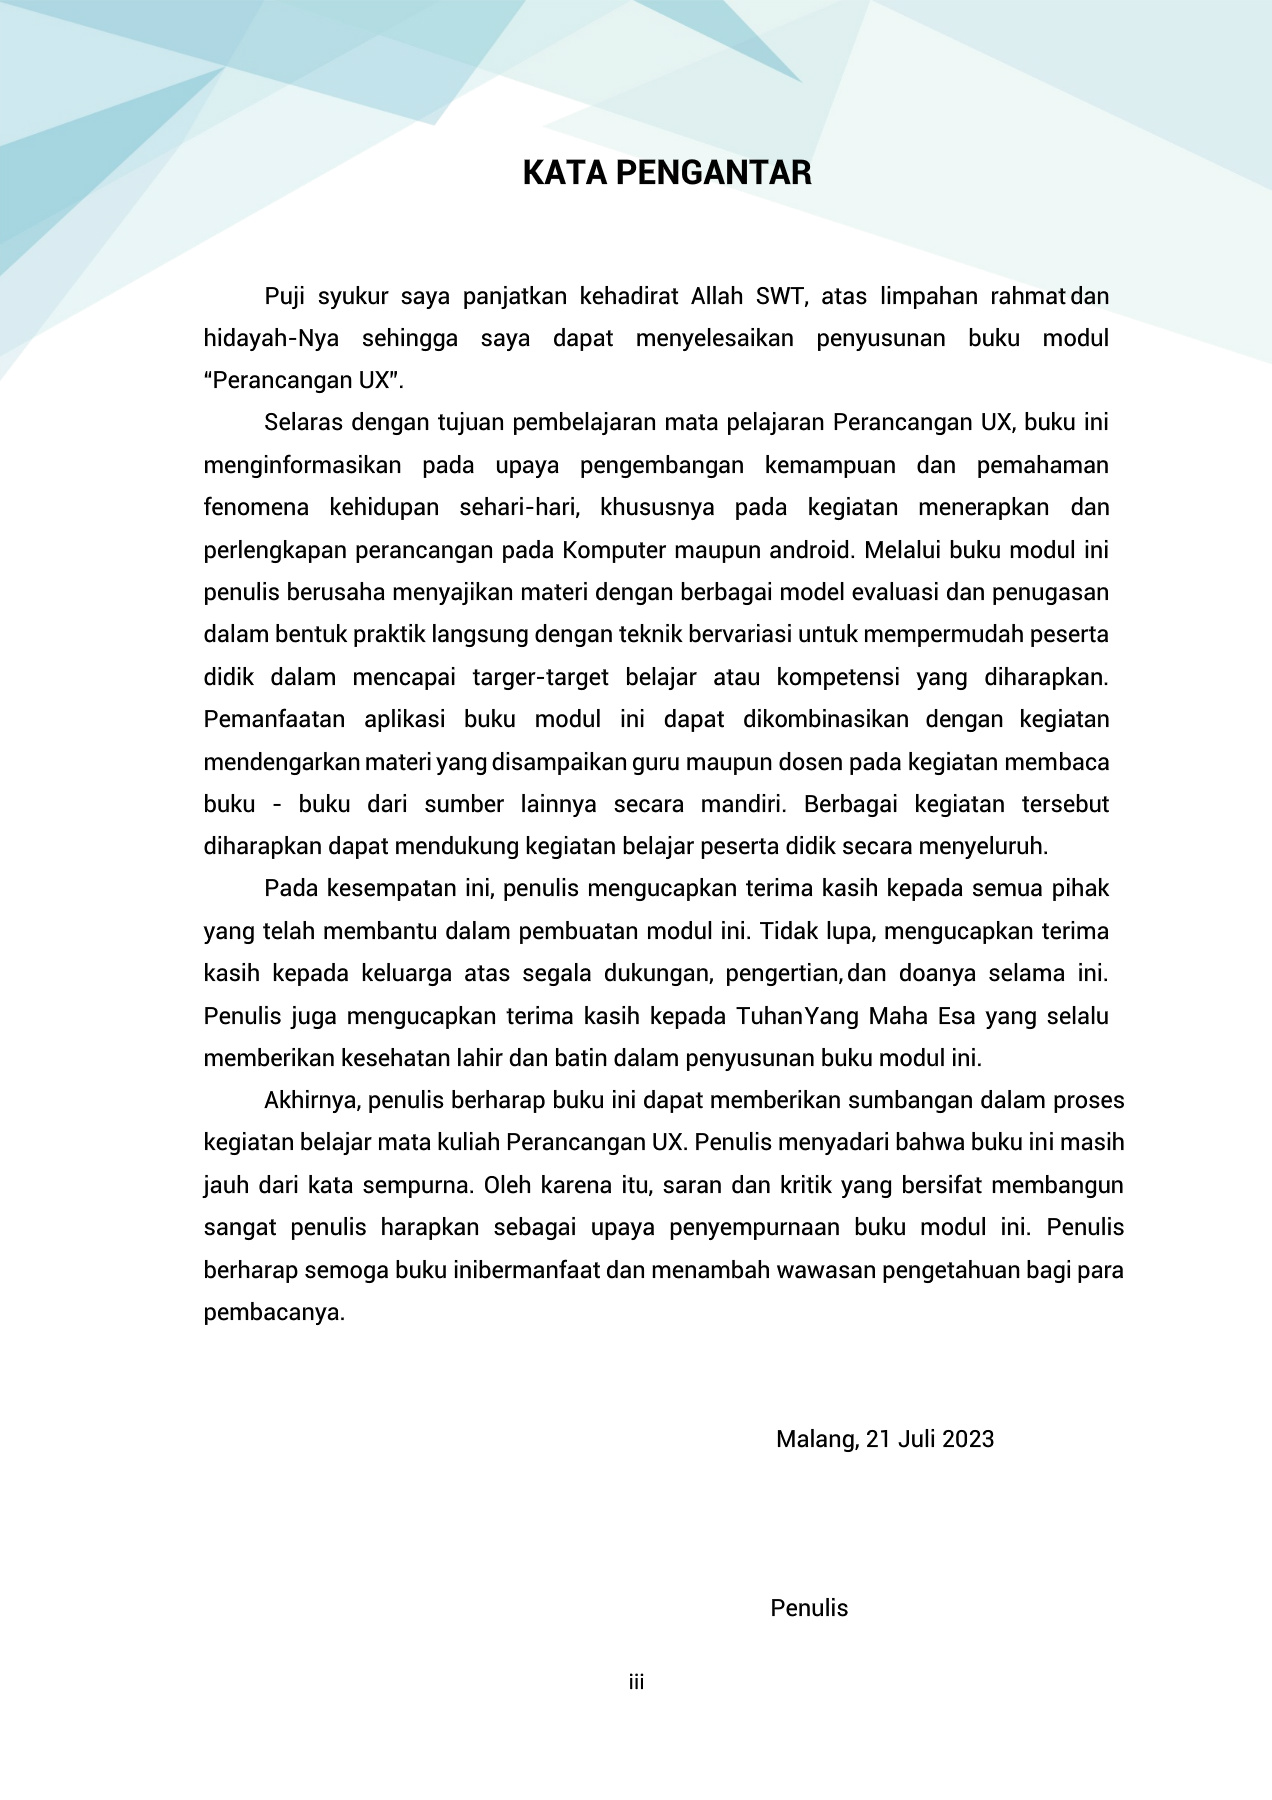 KATA PENGANTAR
Puji syukur saya panjatkan kehadirat Allah SWT, atas limpahan rahmat dan
hidayah-Nya sehingga saya dapat menyelesaikan penyusunan buku modul
“Perancangan UX”.
Selaras dengan tujuan pembelajaran mata pelajaran Perancangan UX, buku ini
menginformasikan pada upaya pengembangan kemampuan dan pemahaman
fenomena kehidupan sehari-hari, khususnya pada kegiatan menerapkan dan
perlengkapan perancangan pada Komputer maupun android. Melalui buku modul ini
penulis berusaha menyajikan materi dengan berbagai model evaluasi dan penugasan
dalam bentuk praktik langsung dengan teknik bervariasi untuk mempermudah peserta
didik dalam mencapai targer-target belajar atau kompetensi yang diharapkan.
Pemanfaatan aplikasi buku modul ini dapat dikombinasikan dengan kegiatan
mendengarkan materi yang disampaikan guru maupun dosen pada kegiatan membaca
buku - buku dari sumber lainnya secara mandiri. Berbagai kegiatan tersebut
diharapkan dapat mendukung kegiatan belajar peserta didik secara menyeluruh.
Pada kesempatan ini, penulis mengucapkan terima kasih kepada semua pihak
yang telah membantu dalam pembuatan modul ini. Tidak lupa, mengucapkan terima
kasih kepada keluarga atas segala dukungan, pengertian, dan doanya selama ini.
Penulis juga mengucapkan terima kasih kepada TuhanYang Maha Esa yang selalu
memberikan kesehatan lahir dan batin dalam penyusunan buku modul ini.
Akhirnya, penulis berharap buku ini dapat memberikan sumbangan dalam proses
kegiatan belajar mata kuliah Perancangan UX. Penulis menyadari bahwa buku ini masih
jauh dari kata sempurna. Oleh karena itu, saran dan kritik yang bersifat membangun
sangat penulis harapkan sebagai upaya penyempurnaan buku modul ini. Penulis
berharap semoga buku inibermanfaat dan menambah wawasan pengetahuan bagi para
pembacanya.
Malang, 21 Juli 2023
Penulis
iii